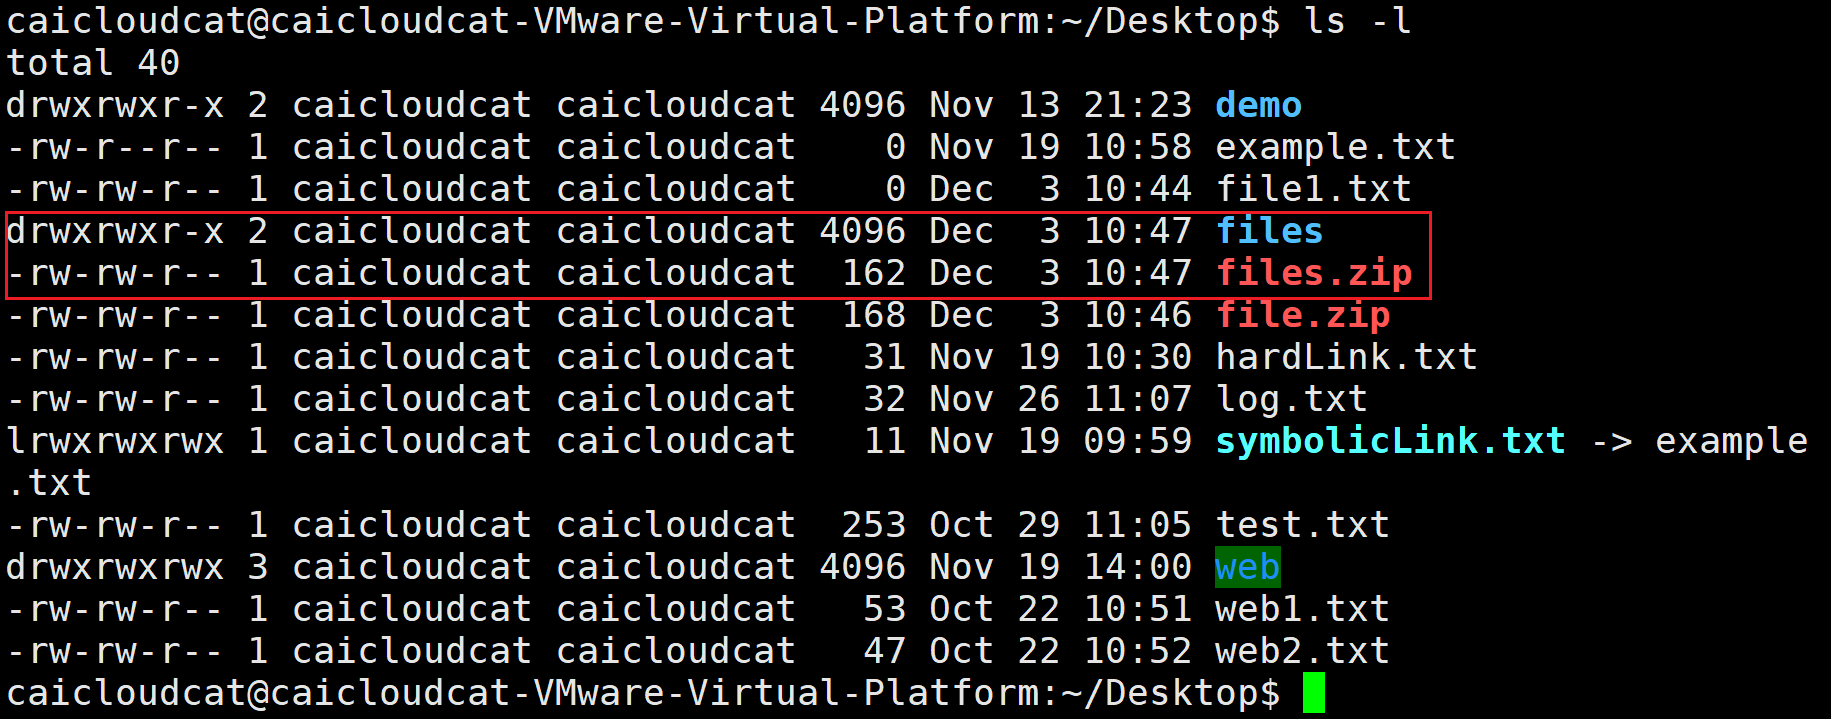 caicloudcat@caicloudcat-VMware-Virtual-Platform:~/Desktop$ ls -l
total 40
drwxrwxr-x 2 caicloudcat caicloudcat 4096 Nov 13 21:23 demo
-rw-r--r-- 1 caicloudcat caicloudcat    0 Nov 19 10:58 example.txt
-rw-rw-r-- 1 caicloudcat caicloudcat    0 Dec  3 10:44 file1.txt
drwxrwxr-x 2 caicloudcat caicloudcat 4096 Dec  3 10:47 files
-rw-rw-r-- 1 caicloudcat caicloudcat  162 Dec  3 10:47 files.zip
-rw-rw-r-- 1 caicloudcat caicloudcat  168 Dec  3 10:46 file.zip
-rw-rw-r-- 1 caicloudcat caicloudcat   31 Nov 19 10:30 hardLink.txt
-rw-rw-r-- 1 caicloudcat caicloudcat   32 Nov 26 11:07 log.txt
lrwxrwxrwx 1 caicloudcat caicloudcat   11 Nov 19 09:59 symbolicLink.txt -> example
.txt
-rw-rw-r-- 1 caicloudcat caicloudcat  253 Oct 29 11:05 test.txt
drwxrwxrwx 3 caicloudcat caicloudcat 4096 Nov 19 14:00 web
-rw-rw-r-- 1 caicloudcat caicloudcat   53 Oct 22 10:51 web1.txt
-rw-rw-r-- 1 caicloudcat caicloudcat   47 Oct 22 10:52 web2.txt
caicloudcat@caicloudcat-VMware-Virtual-Platform:~/Desktop$